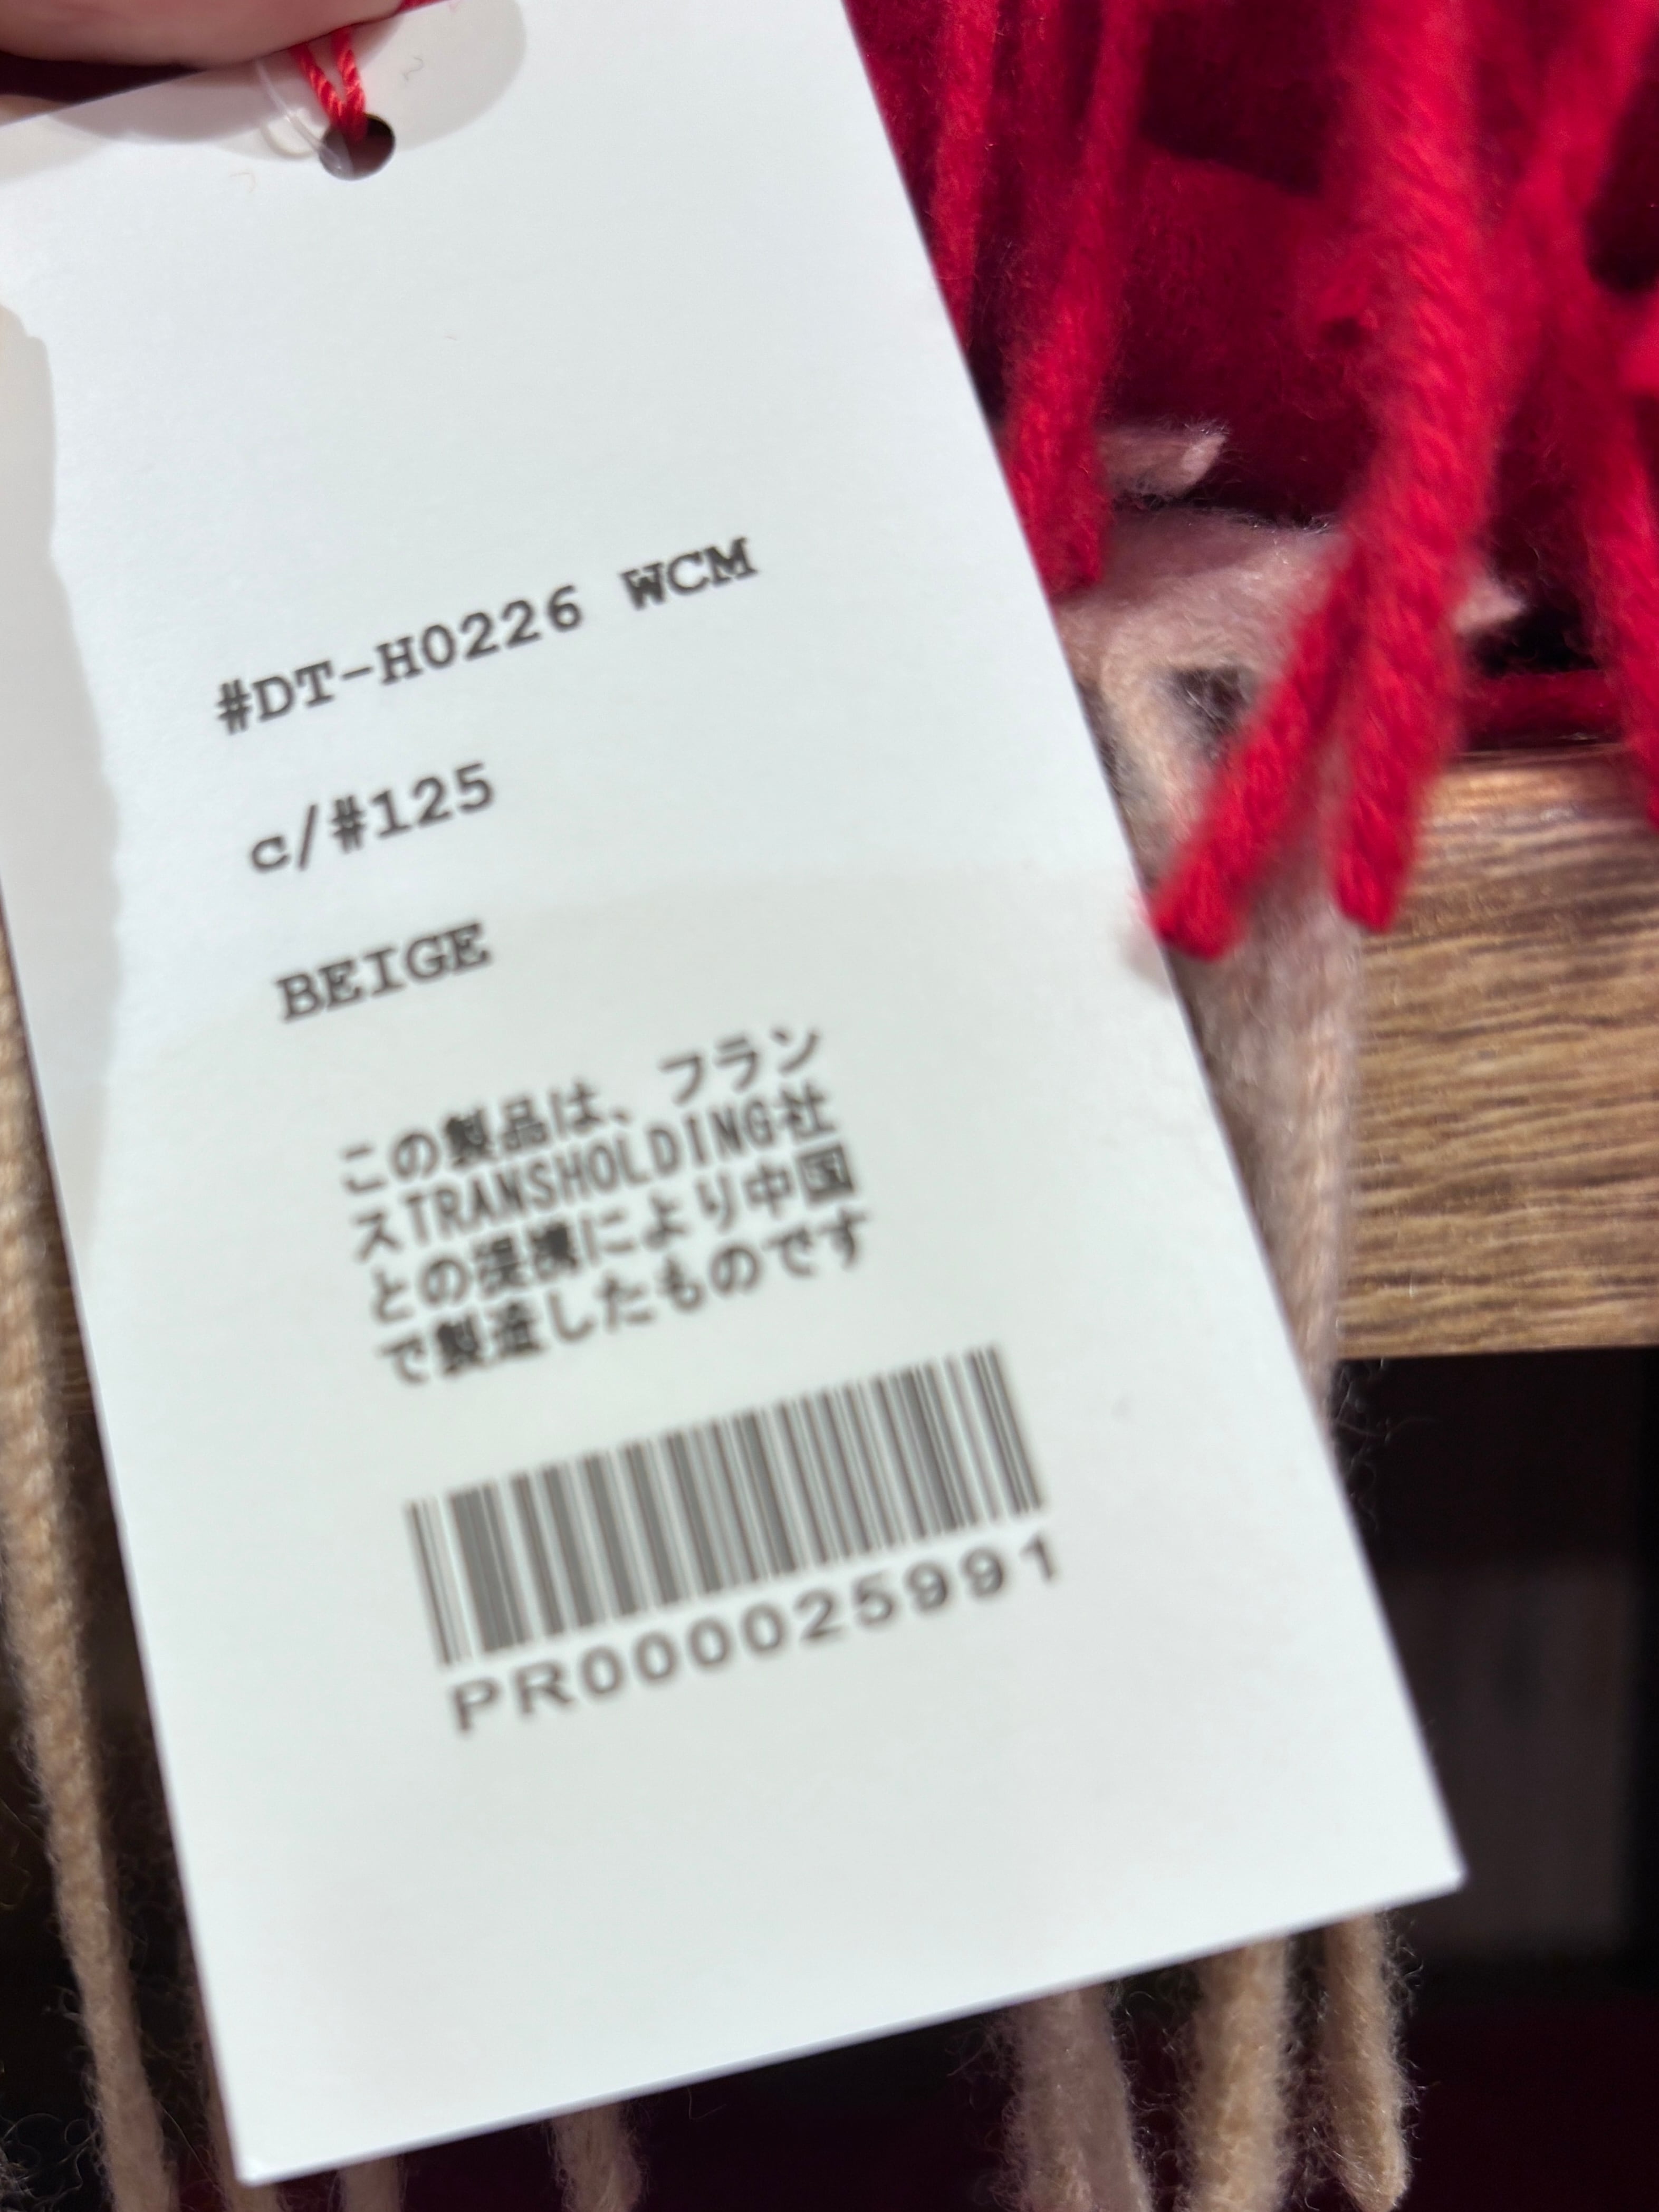 #DT-H0226 WCM
c/#125
BEIGE
この製品は、フラン
スTRANSHOLDING社
との提携により中国
で製造したものです
PR000025991